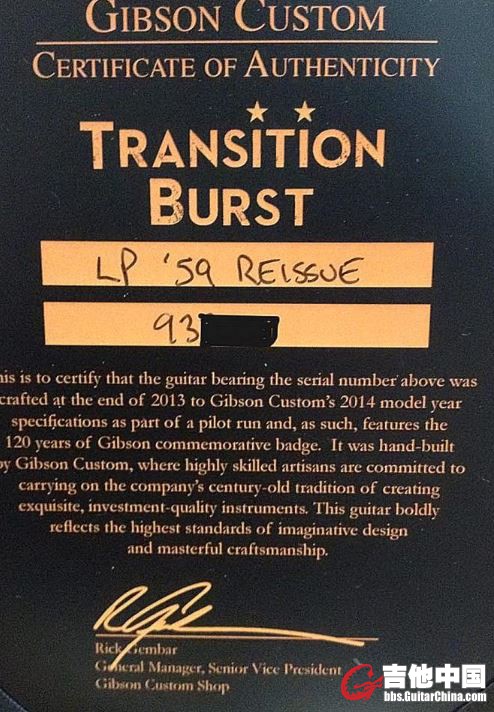 GIBSON CUSTOM
CERTIFICATE OF AUTHENTICITY
TRANSITION
BURST
LP '59 REISSUE
93
his is to certify that the guitar bearing the serial number above was
crafted at the end of 2013 to Gibson Custom's 2014 model year
specifications as part of a pilot run and, as such, features the
120 years of Gibson commemorative badge. It was hand-built
by Gibson Custom, where highly skilled artisans are committed to
carrying on the company's century-old tradition of creating
exquisite, investment-quality instruments. This guitar boldly
reflects the highest standards of imaginative design
and masterful craftsmanship.
Rick Gembar
General Manager, Senior Vice President
Gibson Custom Shop
吉他中国
bbs.GuitarChina.com